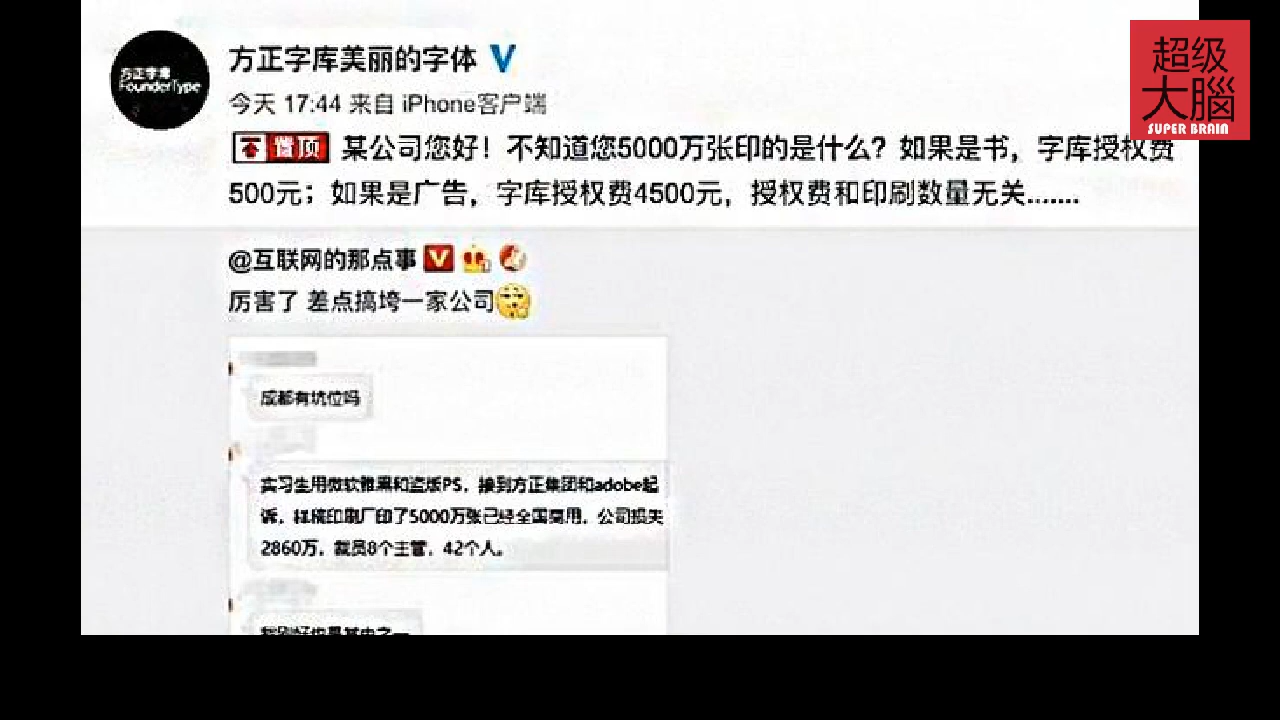 超级
大腦
SUPER BRAIN
方正字库
FounderType
方正字库美丽的字体
今天 17:44 来自 iPhone客户端
置顶 某公司您好！不知道您5000万张印的是什么？如果是书，字库授权费
500元；如果是广告，字库授权费4500元，授权费和印刷数量无关.......
@互联网的那点事
厉害了 差点搞垮一家公司
成都有坑位吗
实习生用微软雅黑和盗版PS，接到方正集团和adobe起
诉，样稿印刷厂印了5000万张已经全国商用，公司损失
2860万，裁员8个主管，42个人。